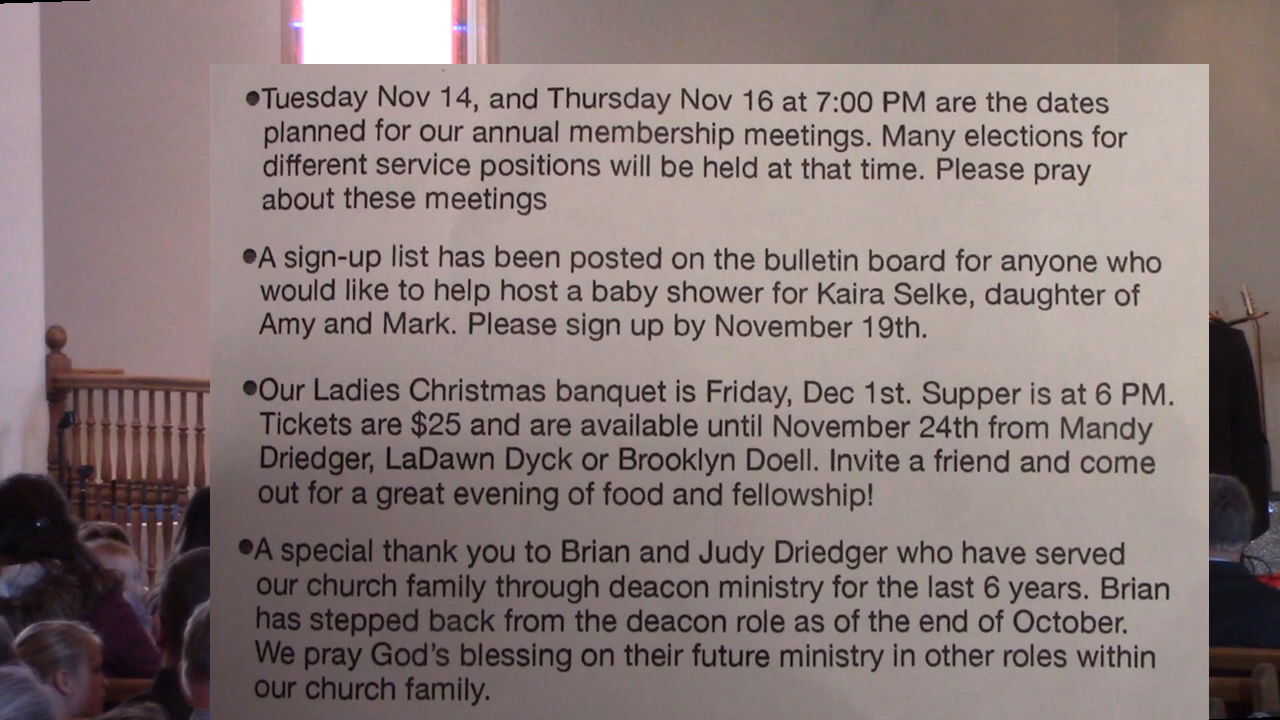 •Tuesday Nov 14, and Thursday Nov 16 at 7:00 PM are the dates
planned for our annual membership meetings. Many elections for
different service positions will be held at that time. Please pray
about these meetings
•A sign-up list has been posted on the bulletin board for anyone who
would like to help host a baby shower for Kaira Selke, daughter of
Amy and Mark. Please sign up by November 19th.
•Our Ladies Christmas banquet is Friday, Dec 1st. Supper is at 6 PM.
Tickets are $25 and are available until November 24th from Mandy
Driedger, LaDawn Dyck or Brooklyn Doell. Invite a friend and come
out for a great evening of food and fellowship!
•A special thank you to Brian and Judy Driedger who have served
our church family through deacon ministry for the last 6 years. Brian
has stepped back from the deacon role as of the end of October.
We pray God's blessing on their future ministry in other roles within
our church family.